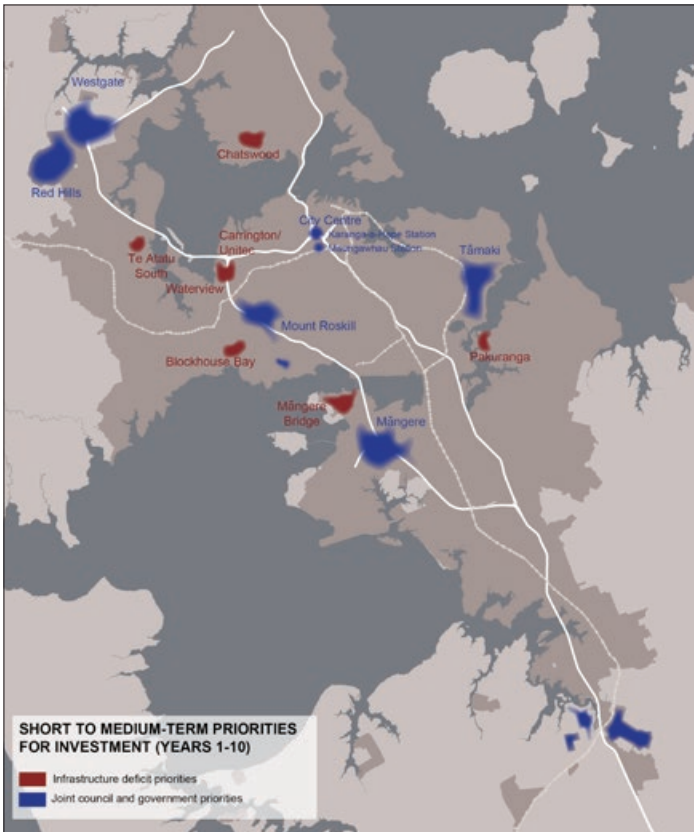 Westgate
Chatswood
Red Hills
City Centre
Karanga-a-Hape Station
Maungawhau Station
Carrington/
Unitec
Te Atatu
South
Waterview
Tāmaki
Mount Roskill
Pakuranga
Blockhouse Bay
Māngere
Bridge
Māngere
SHORT TO MEDIUM-TERM PRIORITIES
FOR INVESTMENT (YEARS 1-10)
Infrastructure deficit priorities
Joint council and government priorities